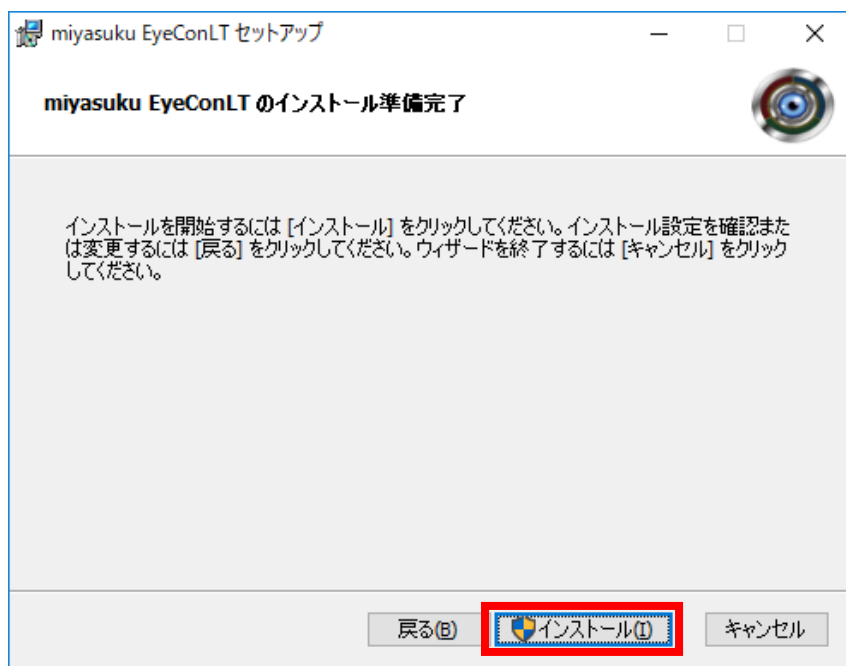 miyasuku EyeConLT セットアップ
miyasuku EyeConLT のインストール準備完了
インストールを開始するには [インストール] をクリックしてください。インストール設定を確認また
は変更するには [戻る] をクリックしてください。ウィザードを終了するには [キャンセル] をクリック
してください。
戻る(B) インストール(I) キャンセル